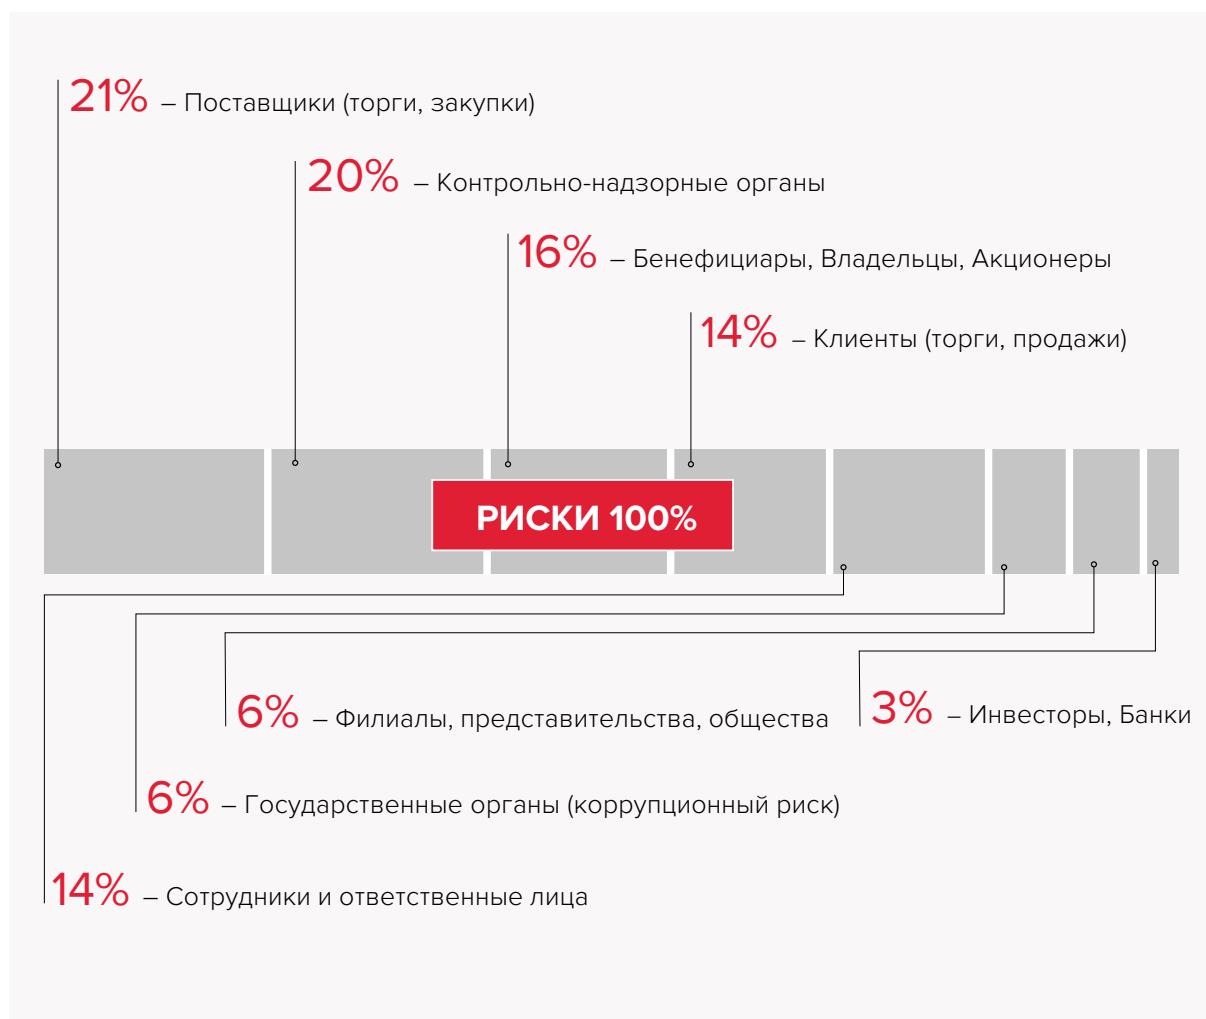 21% – Поставщики (торги, закупки)
20% – Контрольно-надзорные органы
16% – Бенефициары, Владельцы, Акционеры
14% – Клиенты (торги, продажи)
РИСКИ 100%
6% – Филиалы, представительства, общества
3% – Инвесторы, Банки
6% – Государственные органы (коррупционный риск)
14% – Сотрудники и ответственные лица